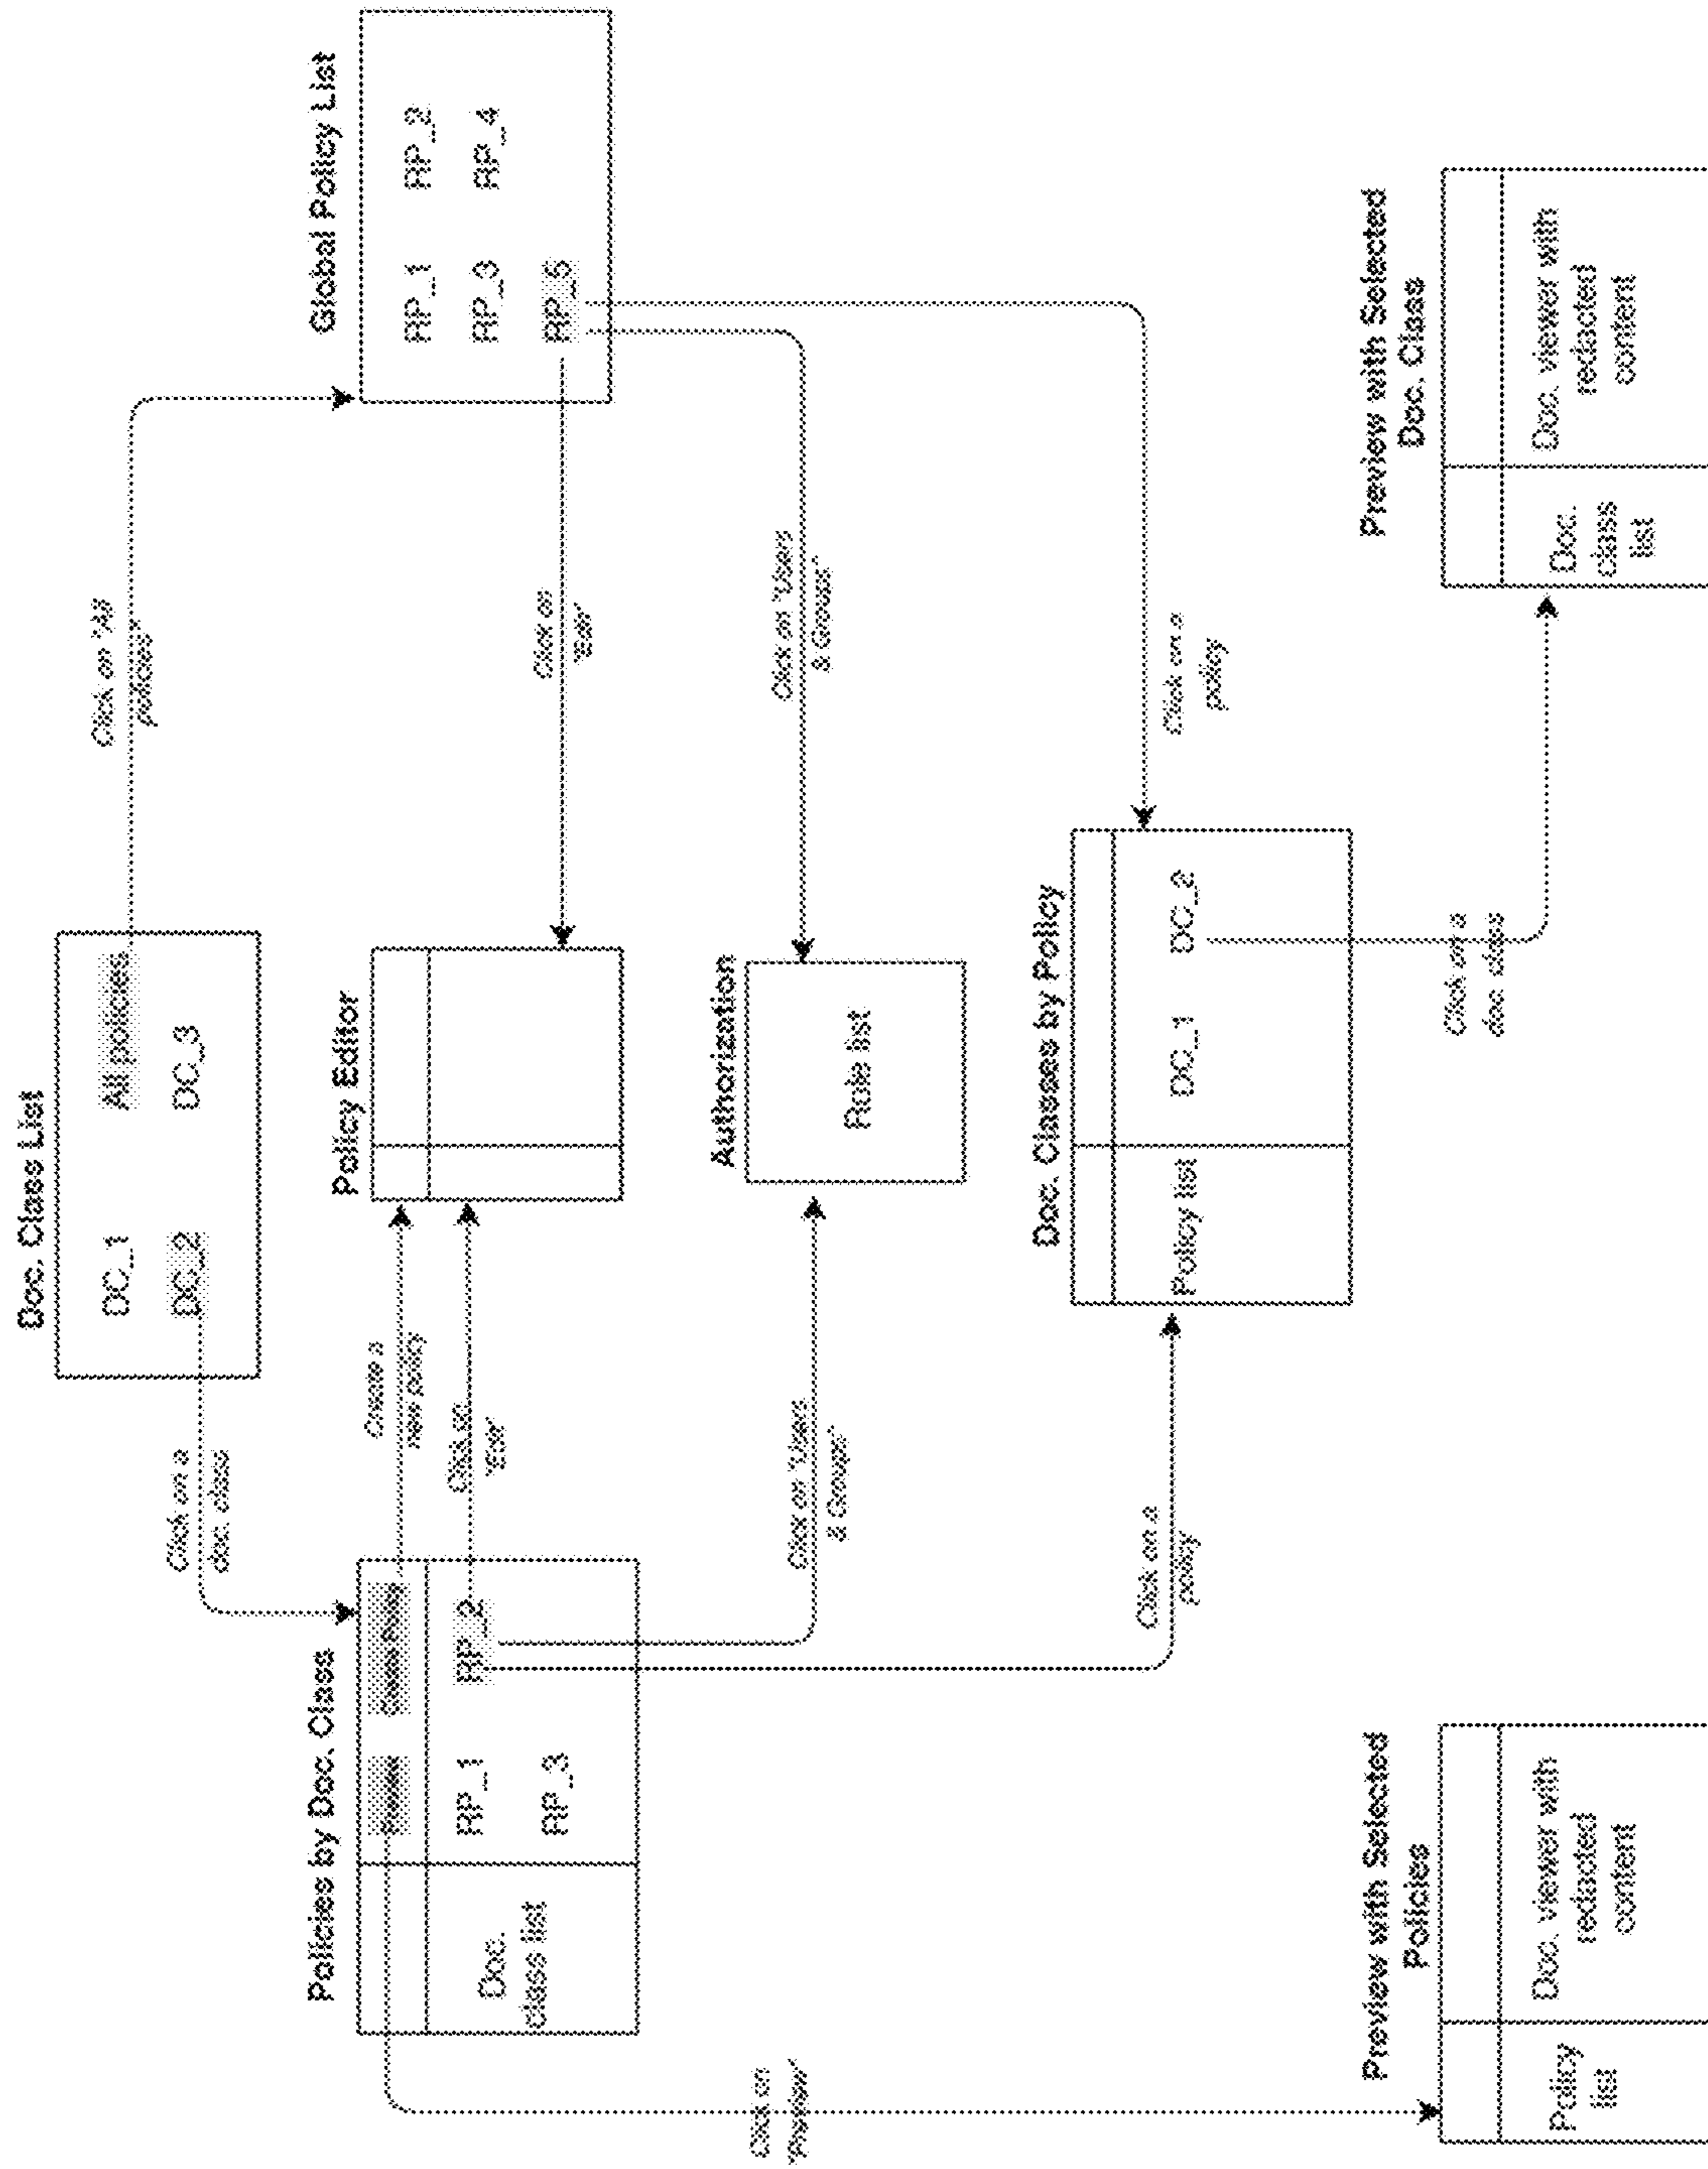 Doc. Class List
DC_1
All policies
DC_2
DC_3
Click on a
doc. class
Click on "All
policies"
Policies by Doc. Class
Preview
Create Policy
Doc.
class list
RP_1
RP_2
RP_3
Create a
new policy
Click on
"Edit"
Policy Editor
Click on
"Edit"
Global Policy List
RP_1
RP_2
RP_3
RP_4
RP_5
Click on "Users
& Groups"
Authorization
Role list
Click on "Users
& Groups"
Click on
"Preview"
Click on a
policy
Doc. Classes by Policy
Policy list
DC_1
DC_2
Click on a
policy
Click on a
doc. class
Preview with Selected
Policies
Policy
list
Doc. viewer with
redacted
content
Preview with Selected
Doc. Class
Doc.
class
list
Doc. viewer with
redacted
content